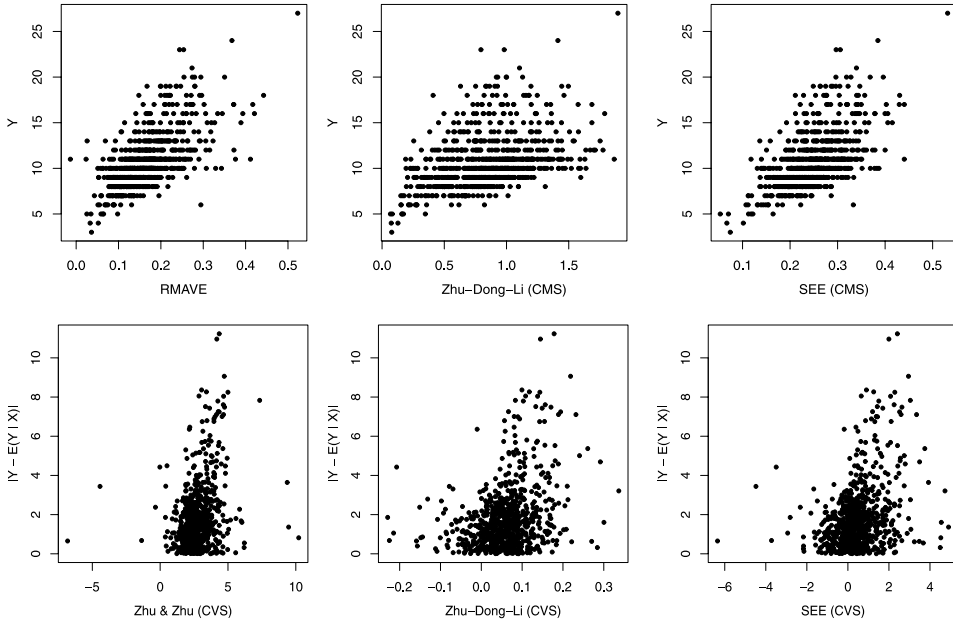 25
20
15
10
5
Y
0.0 0.1 0.2 0.3 0.4 0.5
RMAVE
25
20
15
10
5
Y
0.0 0.5 1.0 1.5
Zhu−Dong−Li (CMS)
25
20
15
10
5
Y
0.1 0.2 0.3 0.4 0.5
SEE (CMS)
10
8
6
4
2
0
|Y − E(Y | X)|
−5 0 5 10
Zhu & Zhu (CVS)
10
8
6
4
2
0
|Y − E(Y | X)|
−0.2 −0.1 0.0 0.1 0.2 0.3
Zhu−Dong−Li (CVS)
10
8
6
4
2
0
|Y − E(Y | X)|
−6 −4 −2 0 2 4
SEE (CVS)